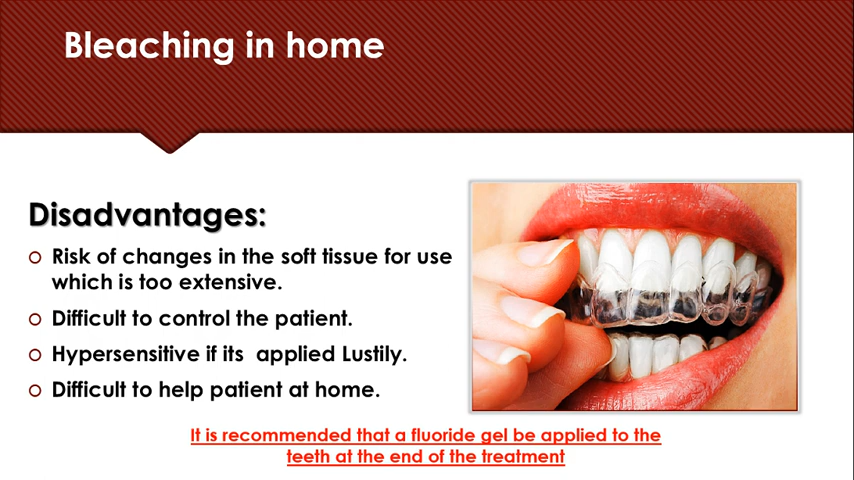 Bleaching in home
Disadvantages:
Risk of changes in the soft tissue for use
which is too extensive.
Difficult to control the patient.
Hypersensitive if its  applied Lustily.
Difficult to help patient at home.
It is recommended that a fluoride gel be applied to the
teeth at the end of the treatment